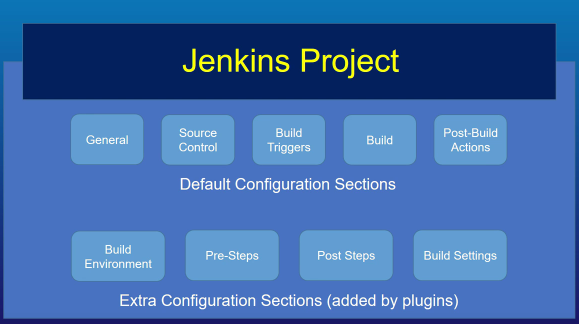 Jenkins Project
General
Source
Control
Build
Triggers
Build
Post-Build
Actions
Default Configuration Sections
Build
Environment
Pre-Steps
Post Steps
Build Settings
Extra Configuration Sections (added by plugins)